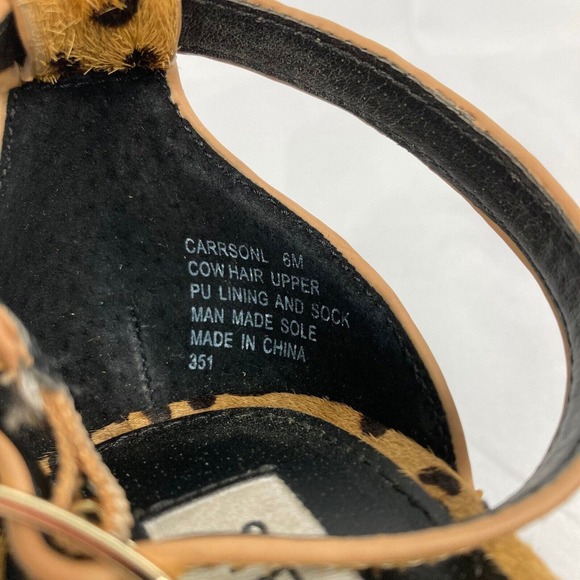 CARRSONL 6M
COW HAIR UPPER
PU LINING AND SOCK
MAN MADE SOLE
MADE IN CHINA
351